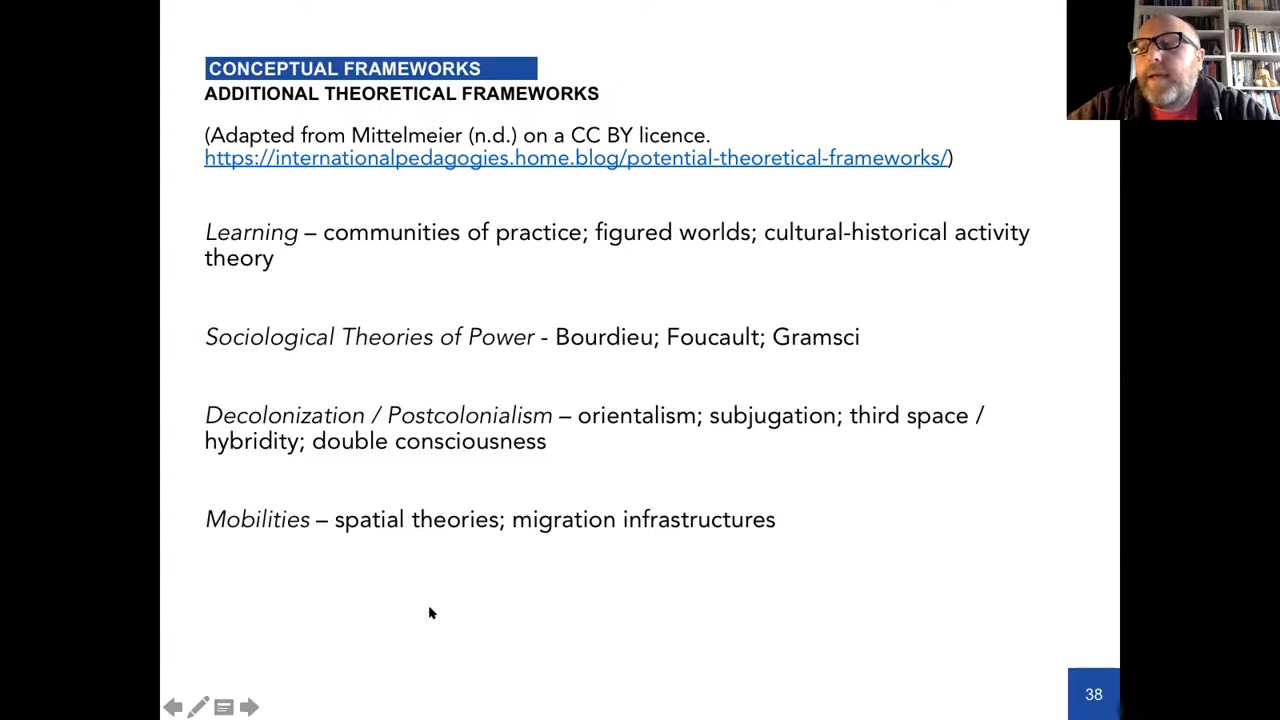 CONCEPTUAL FRAMEWORKS
ADDITIONAL THEORETICAL FRAMEWORKS
(Adapted from Mittelmeier (n.d.) on a CC BY licence.
https://internationalpedagogies.home.blog/potential-theoretical-frameworks/)
Learning – communities of practice; figured worlds; cultural-historical activity
theory
Sociological Theories of Power - Bourdieu; Foucault; Gramsci
Decolonization / Postcolonialism – orientalism; subjugation; third space /
hybridity; double consciousness
Mobilities – spatial theories; migration infrastructures
38